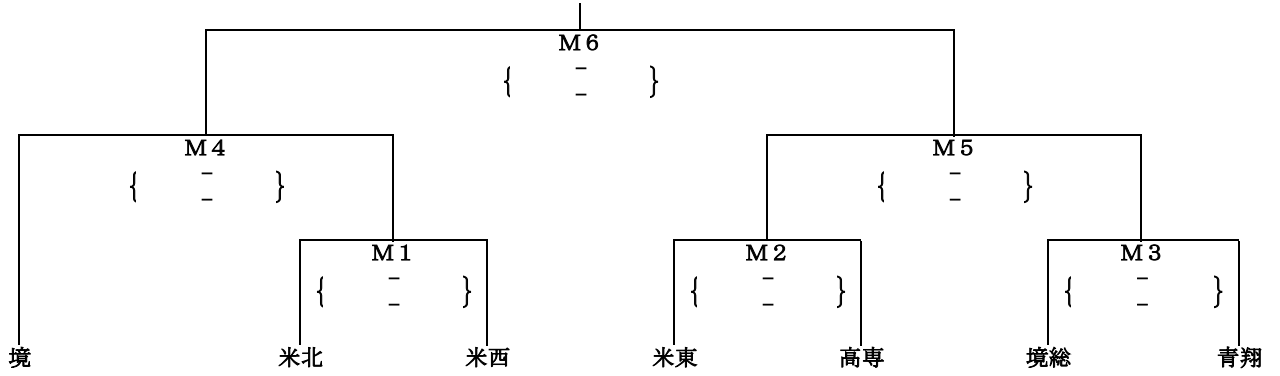 M6
{ − }
−
M4 M5
{ − } { − }
− −
M1 M2 M3
{ − } { − } { − }
− − −
境 米北 米西 米東 高専 境総 青翔